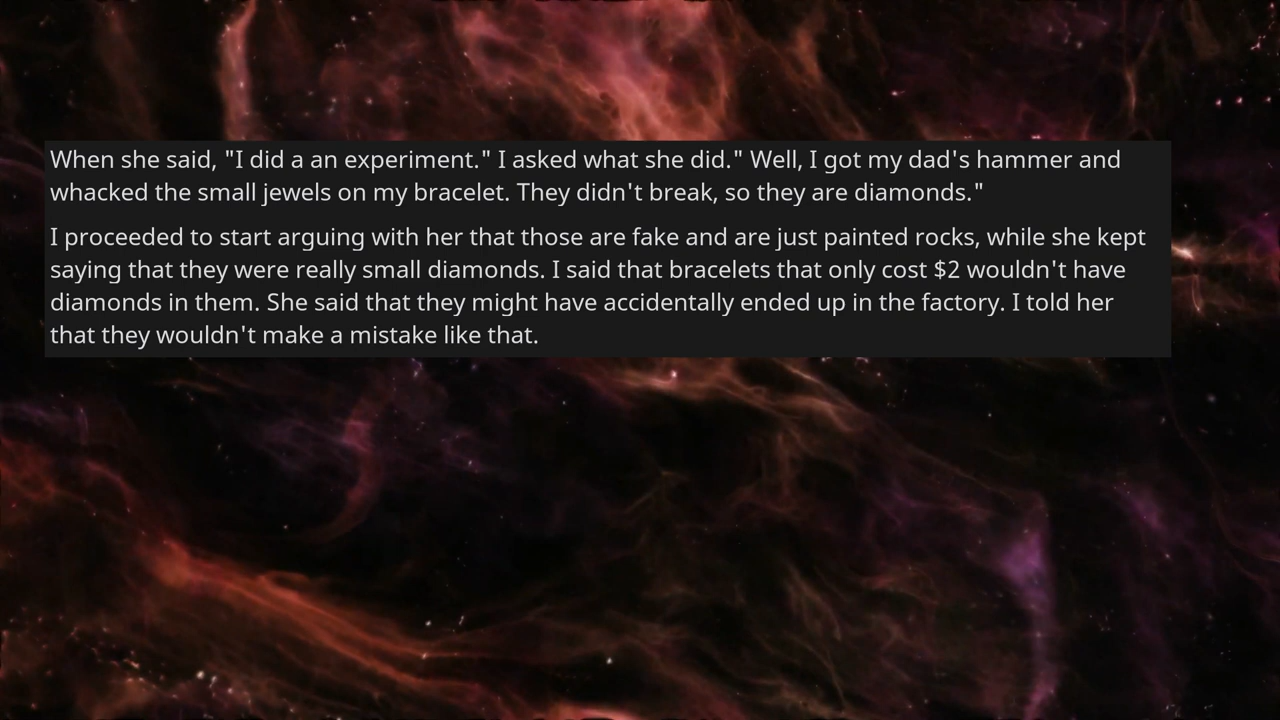 When she said, "I did a an experiment." I asked what she did." Well, I got my dad's hammer and
whacked the small jewels on my bracelet. They didn't break, so they are diamonds."
I proceeded to start arguing with her that those are fake and are just painted rocks, while she kept
saying that they were really small diamonds. I said that bracelets that only cost $2 wouldn't have
diamonds in them. She said that they might have accidentally ended up in the factory. I told her
that they wouldn't make a mistake like that.